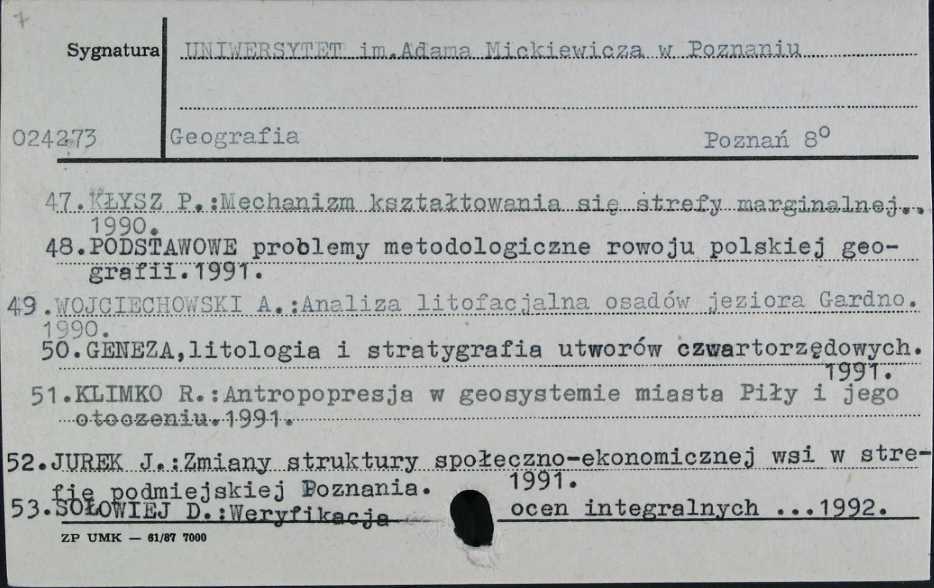 7
Sygnatura UNIWERSYTET im.Adama Mickiewicza w Poznaniu
024273 Geografia Poznań 8º
47.KŁYSZ P.:Mechanizm kształtowania się strefy marginalnej..
1990.
48.PODSTAWOWE problemy metodologiczne rowoju polskiej geo-
grafii.1991.
49.WOJCIECHOWSKI A.:Analiza litofacjalna osadów jeziora Gardno.
1990.
50.GENEZA,litologia i stratygrafia utworów czwartorzędowych.
1991.
51.KLIMKO R.:Antropopresja w geosystemie miasta Piły i jego
otoczeniu.1991.
52.JUREK J.:Zmiany struktury społeczno-ekonomicznej wsi w stre-
fie podmiejskiej Poznania. 1991.
53.SOŁOWIEJ D.:Weryfikacja ocen integralnych ...1992.
ZP UMK — 61/87 7000